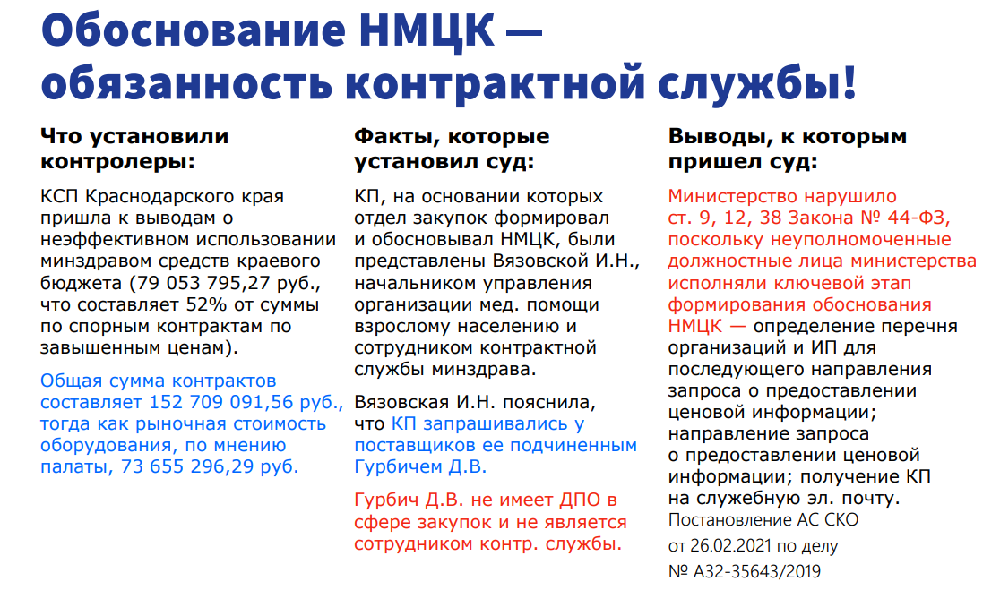 Обоснование НМЦК —
обязанность контрактной службы!
Что установили
контролеры:
КСП Краснодарского края
пришла к выводам о
неэффективном использовании
минздравом средств краевого
бюджета (79 053 795,27 руб.,
что составляет 52% от суммы
по спорным контрактам по
завышенным ценам).
Общая сумма контрактов
составляет 152 709 091,56 руб.,
тогда как рыночная стоимость
оборудования, по мнению
палаты, 73 655 296,29 руб.
Факты, которые
установил суд:
КП, на основании которых
отдел закупок формировал
и обосновывал НМЦК, были
представлены Вязовской И.Н.,
начальником управления
организации мед. помощи
взрослому населению и
сотрудником контрактной
службы минздрава.
Вязовская И.Н. пояснила,
что КП запрашивались у
поставщиков ее подчиненным
Гурбичем Д.В.
Гурбич Д.В. не имеет ДПО в
сфере закупок и не является
сотрудником контр. службы.
Выводы, к которым
пришел суд:
Министерство нарушило
ст. 9, 12, 38 Закона № 44-ФЗ,
поскольку неуполномоченные
должностные лица министерства
исполняли ключевой этап
формирования обоснования
НМЦК — определение перечня
организаций и ИП для
последующего направления
запроса о предоставлении
ценовой информации;
направление запроса
о предоставлении ценовой
информации; получение КП
на служебную эл. почту.
Постановление АС СКО
от 26.02.2021 по делу
№ А32-35643/2019